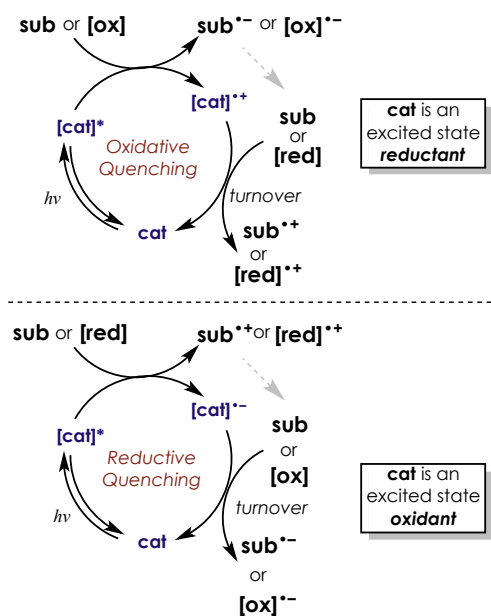 sub or [ox]
sub•− or [ox]•−
[cat]•+
[cat]*
sub
or
[red]
Oxidative
Quenching
hv
turnover
cat
sub•+
or
[red]•+
cat is an
excited state
reductant
sub or [red]
sub•+ or [red]•+
[cat]•−
[cat]*
sub
or
[ox]
Reductive
Quenching
hv
turnover
cat
sub•−
or
[ox]•−
cat is an
excited state
oxidant